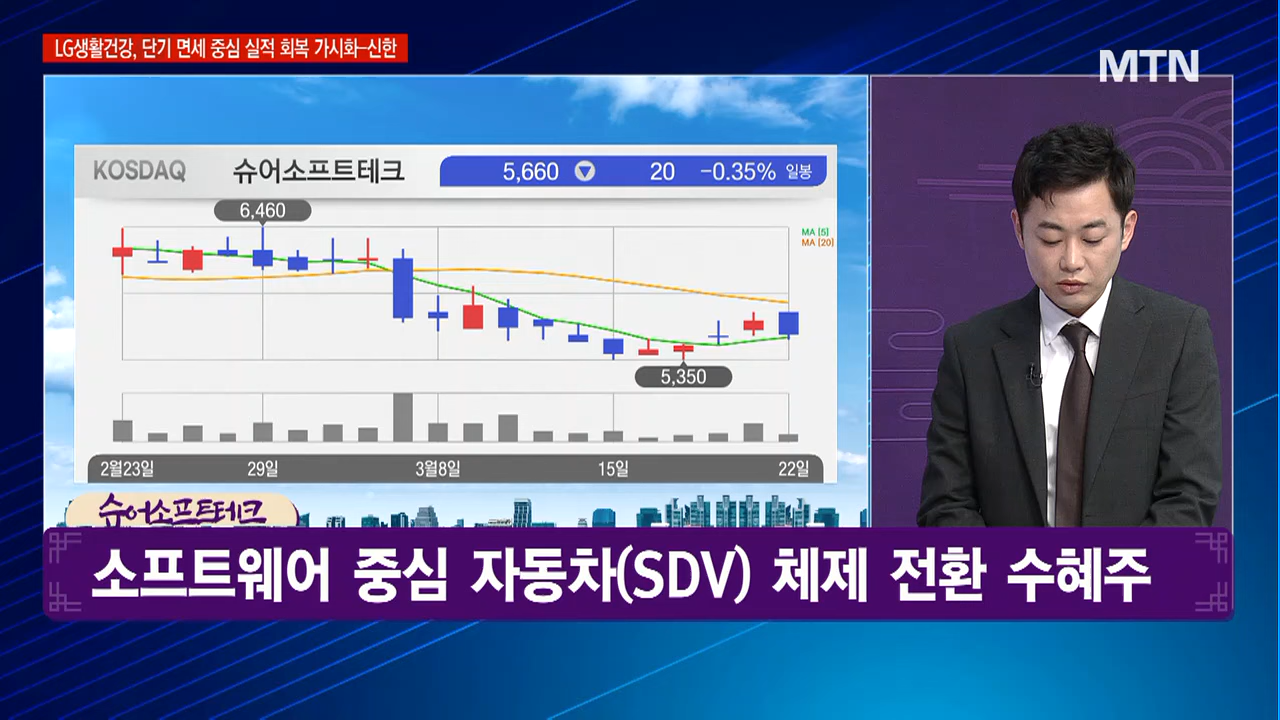 LG생활건강, 단기 면세 중심 실적 회복 가시화-신한
MTN
KOSDAQ 슈어소프트테크 5,660 ▼ 20 -0.35% 일봉
6,460
MA [5]
MA [20]
5,350
2월23일 29일 3월8일 15일 22일
슈어소프트테크
소프트웨어 중심 자동차(SDV) 체제 전환 수혜주